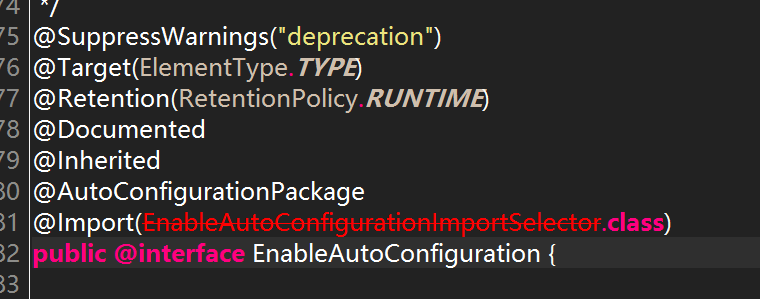 74  */
75 @SuppressWarnings("deprecation")
76 @Target(ElementType.TYPE)
77 @Retention(RetentionPolicy.RUNTIME)
78 @Documented
79 @Inherited
80 @AutoConfigurationPackage
81 @Import(EnableAutoConfigurationImportSelector.class)
82 public @interface EnableAutoConfiguration {
83